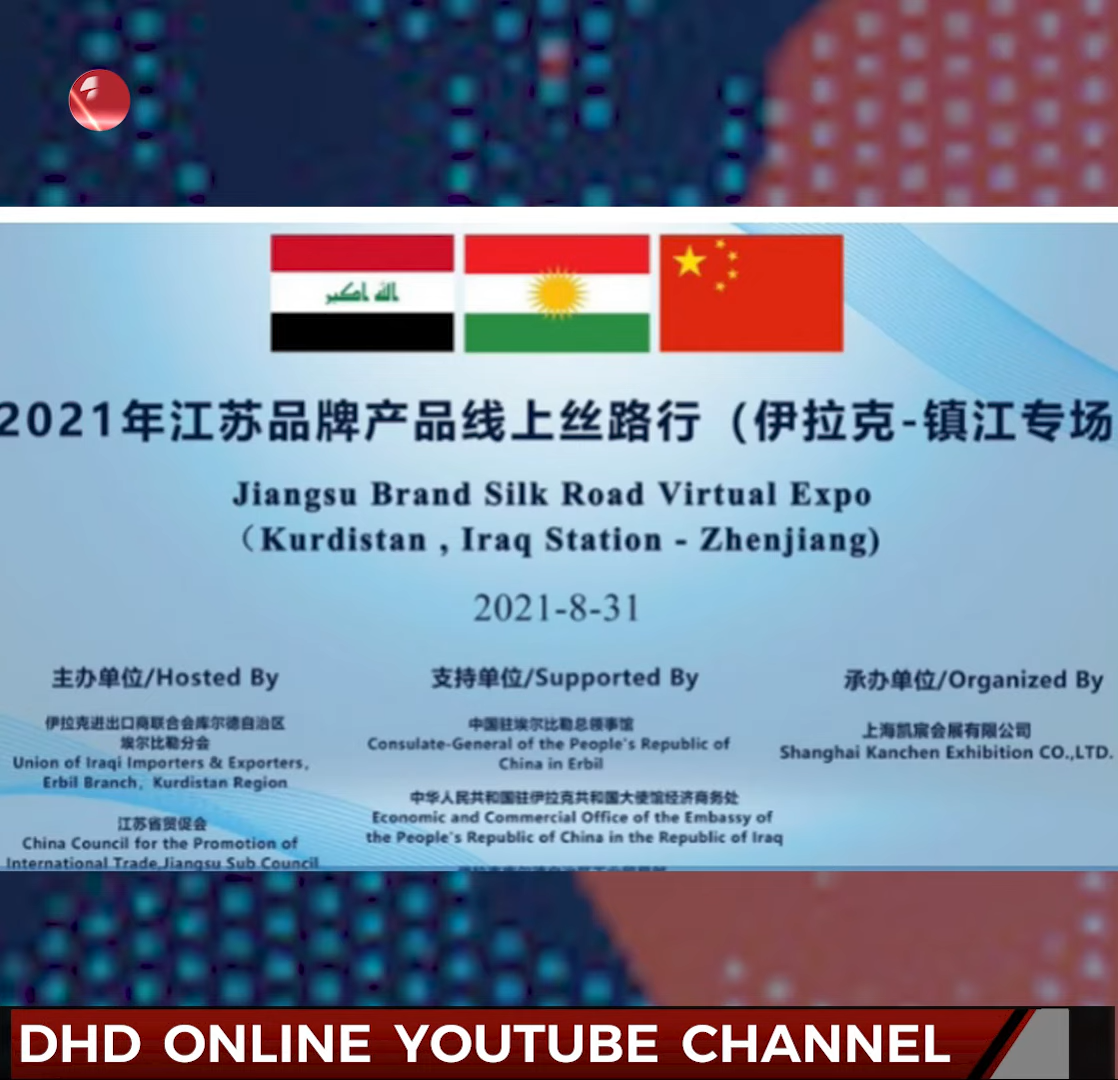 الله اكبر
2021年江苏品牌产品线上丝路行（伊拉克-镇江专场
Jiangsu Brand Silk Road Virtual Expo
（Kurdistan , Iraq Station - Zhenjiang)
2021-8-31
主办单位/Hosted By
伊拉克进出口商联合会库尔德自治区
埃尔比勒分会
Union of Iraqi Importers & Exporters,
Erbil Branch, Kurdistan Region
江苏省贸促会
China Council for the Promotion of
International Trade,Jiangsu Sub Council
支持单位/Supported By
中国驻埃尔比勒总领事馆
Consulate-General of the People's Republic of
China in Erbil
中华人民共和国驻伊拉克共和国大使馆经济商务处
Economic and Commercial Office of the Embassy of
the People's Republic of China in the Republic of Iraq
承办单位/Organized By
上海凯宸会展有限公司
Shanghai Kanchen Exhibition CO.,LTD.
DHD ONLINE YOUTUBE CHANNEL